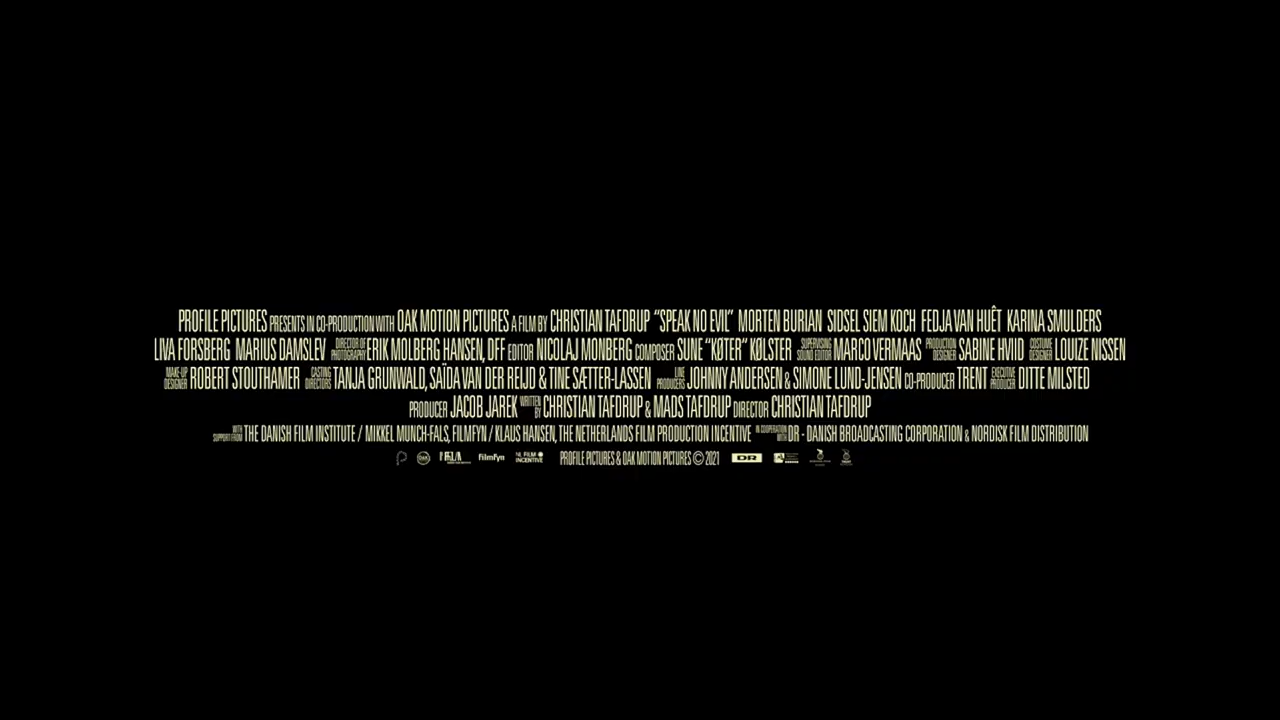 PROFILE PICTURES PRESENTS IN CO-PRODUCTION WITH OAK MOTION PICTURES A FILM BY CHRISTIAN TAFDRUP "SPEAK NO EVIL" MORTEN BURIAN SIDSEL SIEM KOCH FEDJA VAN HUÊT KARINA SMULDERS
LIVA FORSBERG MARIUS DAMSLEV DIRECTOR OF PHOTOGRAPHY ERIK MOLBERG HANSEN, DFF EDITOR NICOLAJ MONBERG COMPOSER SUNE "KØTER" KØLSTER SUPERVISING SOUND EDITOR MARCO VERMAAS PRODUCTION DESIGNER SABINE HVIID COSTUME DESIGNER LOUIZE NISSEN
MAKE-UP DESIGNER ROBERT STOUTHAMER CASTING DIRECTORS TANJA GRUNWALD, SAÏDA VAN DER REIJD & TINE SÆTTER-LASSEN LINE PRODUCERS JOHNNY ANDERSEN & SIMONE LUND-JENSEN CO-PRODUCER TRENT EXECUTIVE PRODUCER DITTE MILSTED
PRODUCER JACOB JAREK WRITTEN BY CHRISTIAN TAFDRUP & MADS TAFDRUP DIRECTOR CHRISTIAN TAFDRUP
WITH SUPPORT FROM THE DANISH FILM INSTITUTE / MIKKEL MUNCH-FALS, FILMFYN / KLAUS HANSEN, THE NETHERLANDS FILM PRODUCTION INCENTIVE IN COOPERATION WITH DR - DANISH BROADCASTING CORPORATION & NORDISK FILM DISTRIBUTION
OAK filmfyn NL FILM INCENTIVE PROFILE PICTURES & OAK MOTION PICTURES © 2021 DR